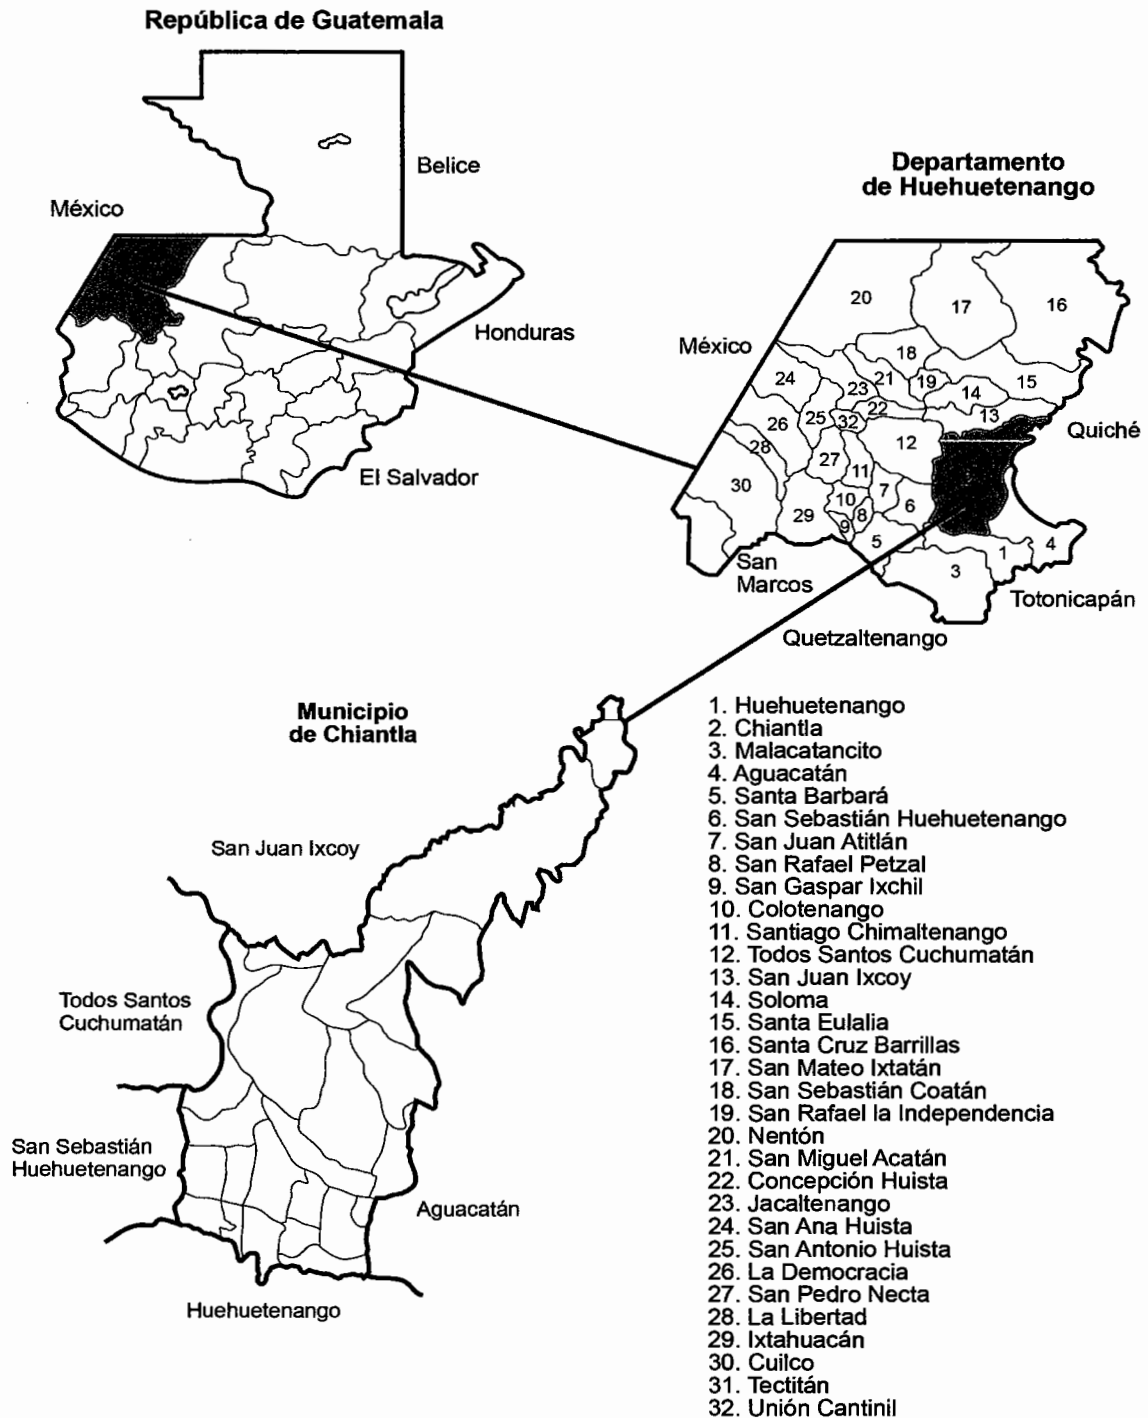 República de Guatemala
Belice
México
Honduras
El Salvador
Departamento
de Huehuetenango
20
17
16
México
18
24
23
21
19
14
15
25
32
22
13
26
Quiché
28
12
27
11
30
10
7
6
29
8
9
5
1
4
3
San
Marcos
Totonicapán
Quetzaltenango
Municipio
de Chiantla
San Juan Ixcoy
Todos Santos
Cuchumatán
San Sebastián
Huehuetenango
Aguacatán
Huehuetenango
1. Huehuetenango
2. Chiantla
3. Malacatancito
4. Aguacatán
5. Santa Barbará
6. San Sebastián Huehuetenango
7. San Juan Atitlán
8. San Rafael Petzal
9. San Gaspar Ixchil
10. Colotenango
11. Santiago Chimaltenango
12. Todos Santos Cuchumatán
13. San Juan Ixcoy
14. Soloma
15. Santa Eulalia
16. Santa Cruz Barrillas
17. San Mateo Ixtatán
18. San Sebastián Coatán
19. San Rafael la Independencia
20. Nentón
21. San Miguel Acatán
22. Concepción Huista
23. Jacaltenango
24. San Ana Huista
25. San Antonio Huista
26. La Democracia
27. San Pedro Necta
28. La Libertad
29. Ixtahuacán
30. Cuilco
31. Tectitán
32. Unión Cantinil